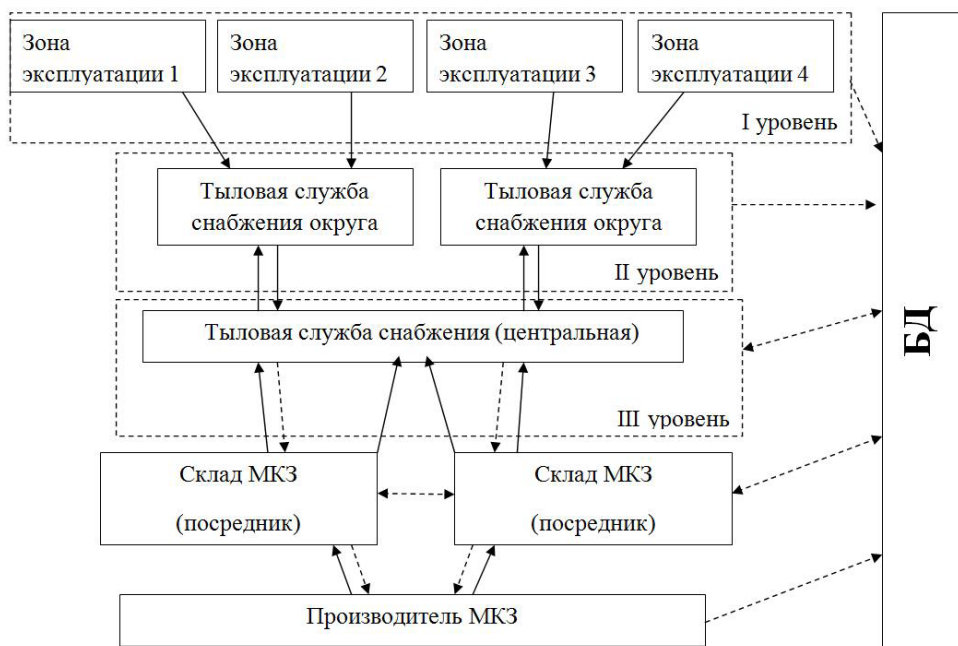 Зона
эксплуатации 1
Зона
эксплуатации 2
Зона
эксплуатации 3
Зона
эксплуатации 4
I уровень
Тыловая служба
снабжения округа
Тыловая служба
снабжения округа
II уровень
Тыловая служба снабжения (центральная)
III уровень
Склад МКЗ
(посредник)
Склад МКЗ
(посредник)
Производитель МКЗ
БД